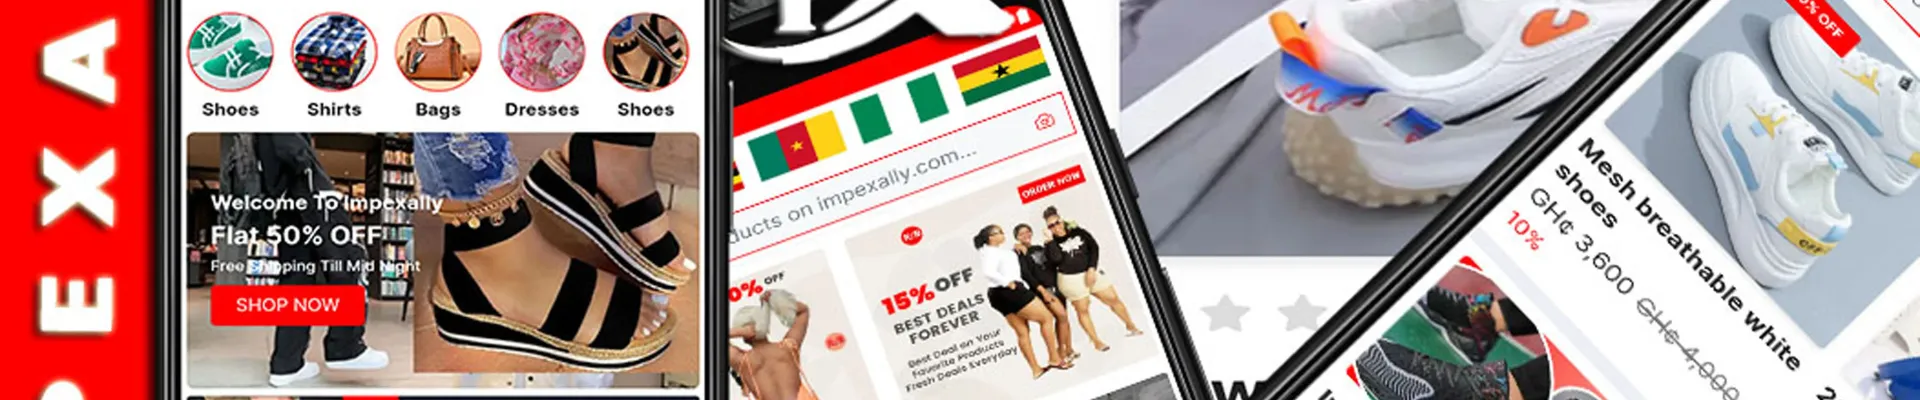 PEXA
Shoes
Shirts
Bags
Dresses
Shoes
Welcome To Impexally
Flat 50% OFF
Free Shipping Till Mid Night
SHOP NOW
ducts on impexally.com...
0% OFF
ORDER NOW
15% OFF
BEST DEALS
FOREVER
Best Deal on Your
Favorite Products
Fresh Deals Everyday
% OFF
Mesh breathable white
shoes
GH₵ 3,600 GH₵ 4,000
10%